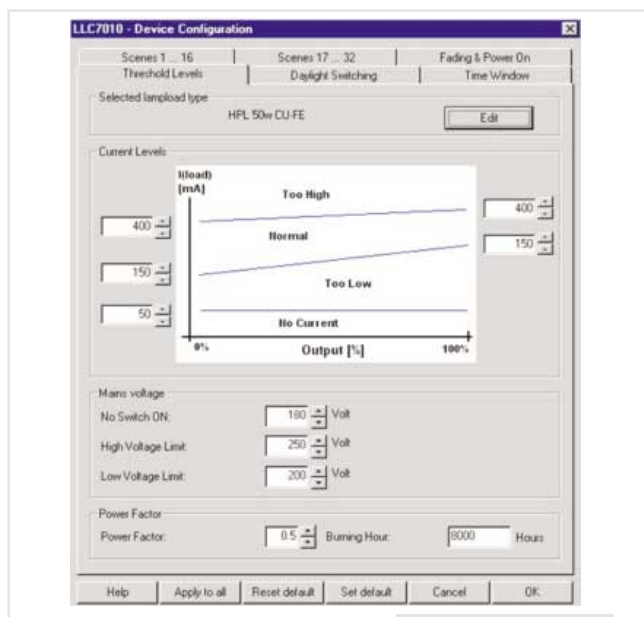 LLC7010 - Device Configuration
Scenes 1 ... 16 Scenes 17 ... 32 Fading & Power On
Threshold Levels Daylight Switching Time Window
Selected lampload type
HPL 50w CU-FE Edit
Current Levels
I(load)
[mA]
Too High
400 400
Normal
150 150
Too Low
50
No Current
0% Output [%] 100%
Mains voltage
No Switch ON: 180 Volt
High Voltage Limit: 250 Volt
Low Voltage Limit: 200 Volt
Power Factor
Power Factor: 0.5 Burning Hour: 8000 Hours
Help Apply to all Reset default Set default Cancel OK